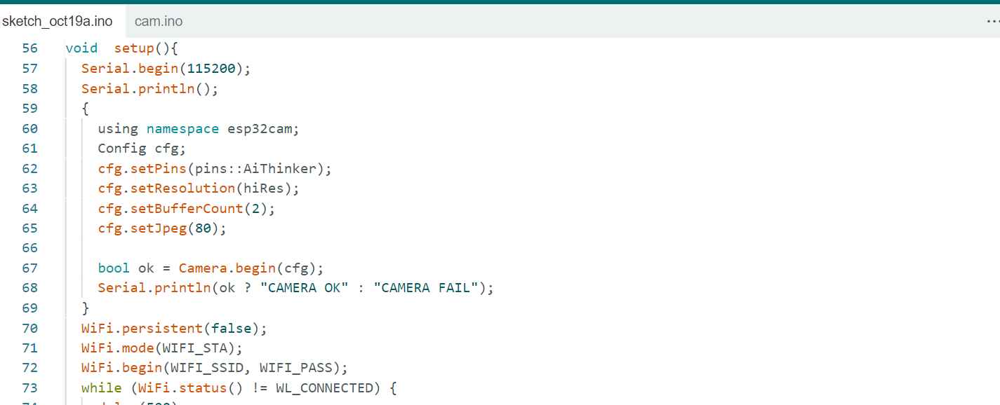 sketch_oct19a.ino cam.ino ...
56 void  setup(){
57 Serial.begin(115200);
58 Serial.println();
59 {
60 using namespace esp32cam;
61 Config cfg;
62 cfg.setPins(pins::AiThinker);
63 cfg.setResolution(hiRes);
64 cfg.setBufferCount(2);
65 cfg.setJpeg(80);
66
67 bool ok = Camera.begin(cfg);
68 Serial.println(ok ? "CAMERA OK" : "CAMERA FAIL");
69 }
70 WiFi.persistent(false);
71 WiFi.mode(WIFI_STA);
72 WiFi.begin(WIFI_SSID, WIFI_PASS);
73 while (WiFi.status() != WL_CONNECTED) {